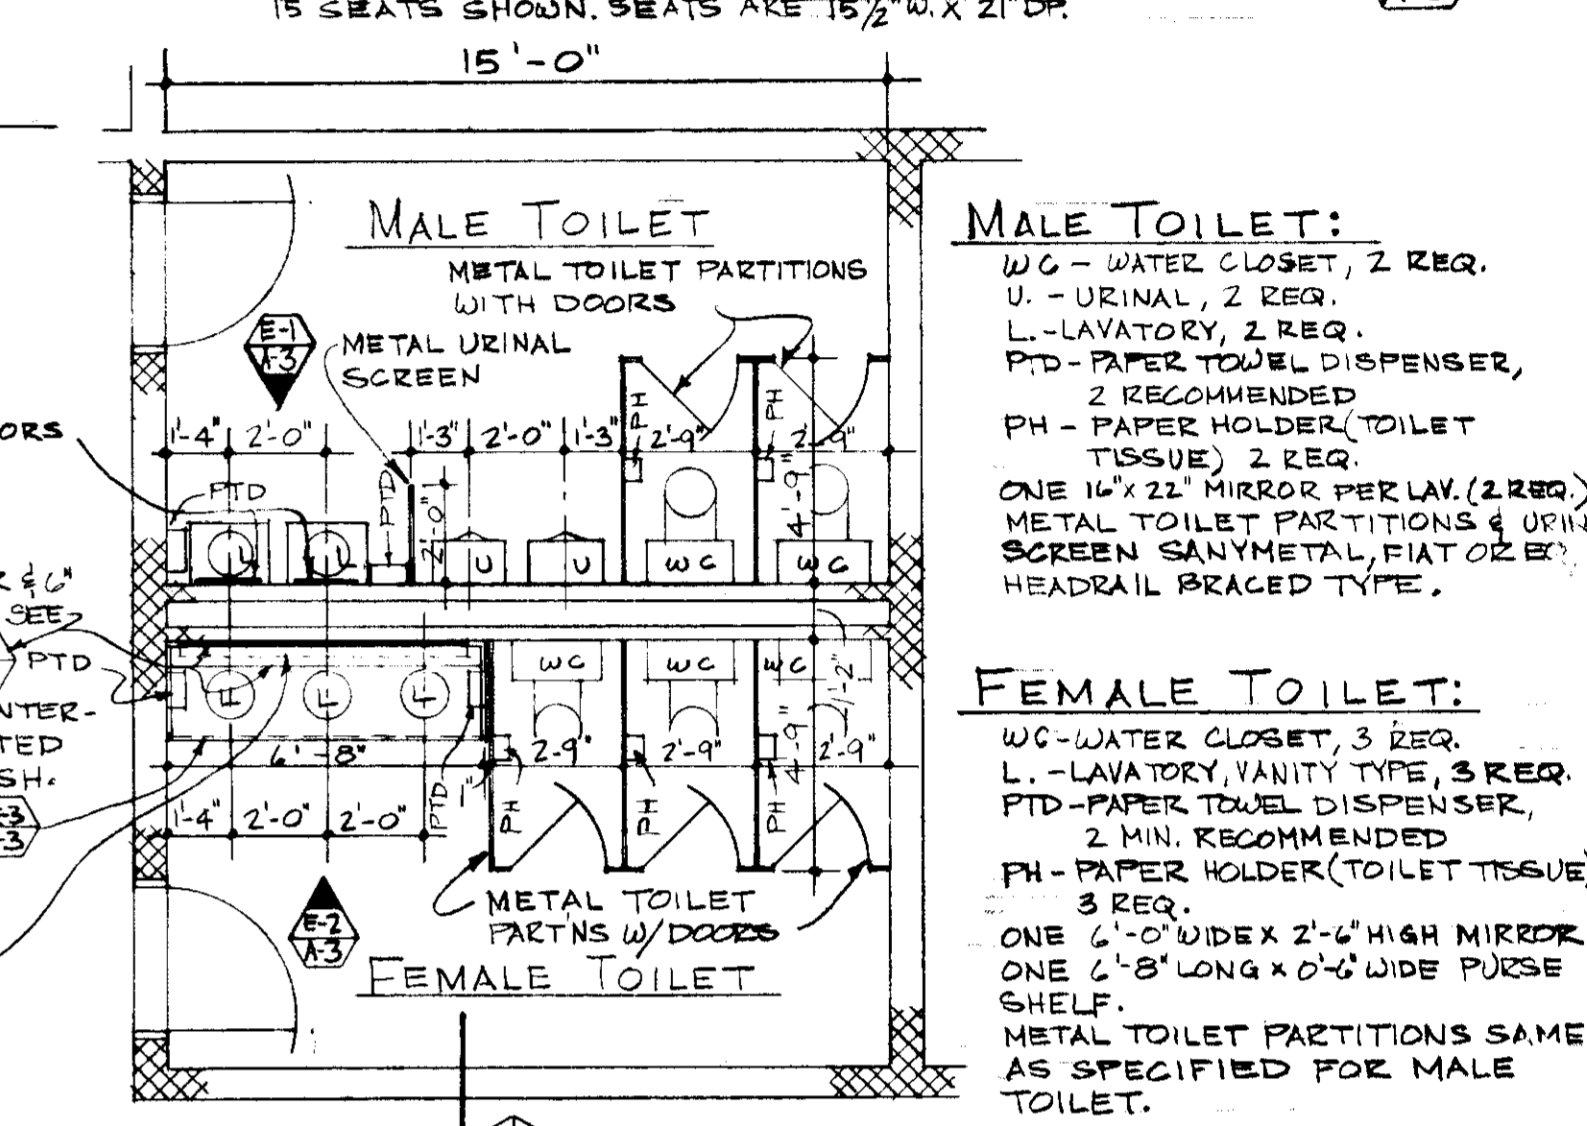 15 SEATS SHOWN. SEATS ARE 15½" W. X 21" DP.
15'-0"
MALE TOILET
METAL TOILET PARTITIONS
WITH DOORS
E-1
A-3
METAL URINAL
SCREEN
ORS
1'-4" 2'-0" 1'-3" 2'-0" 1'-3" PH 2'-9" PH 2'-9"
PTD PTD 2'-0" 4'-9"
L L U U WC WC
R & 6"
SEE
PTD
NTER-
TED
SH.
WC WC WC 1'-2"
L L L
6'-8" 2-9" 2'-9" 4'-9" 2'-9"
1'-4" 2'-0" 2'-0" PTD 1" PH PH PH
E-3
-3
METAL TOILET
PART'NS W/DOORS
E-2
A-3
FEMALE TOILET
MALE TOILET:
WC - WATER CLOSET, 2 REQ.
U. - URINAL, 2 REQ.
L. - LAVATORY, 2 REQ.
PTD - PAPER TOWEL DISPENSER,
2 RECOMMENDED
PH - PAPER HOLDER (TOILET
TISSUE) 2 REQ.
ONE 16" X 22" MIRROR PER LAV. (2 REQ.)
METAL TOILET PARTITIONS & URIN
SCREEN SANYMETAL, FIAT OR EQ
HEADRAIL BRACED TYPE.
FEMALE TOILET:
WC - WATER CLOSET, 3 REQ.
L. - LAVATORY, VANITY TYPE, 3 REQ.
PTD - PAPER TOWEL DISPENSER,
2 MIN. RECOMMENDED
PH - PAPER HOLDER (TOILET TISSUE)
3 REQ.
ONE 6'-0" WIDE X 2'-6" HIGH MIRROR
ONE 6'-8" LONG X 0'-6" WIDE PURSE
SHELF.
METAL TOILET PARTITIONS SAME
AS SPECIFIED FOR MALE
TOILET.